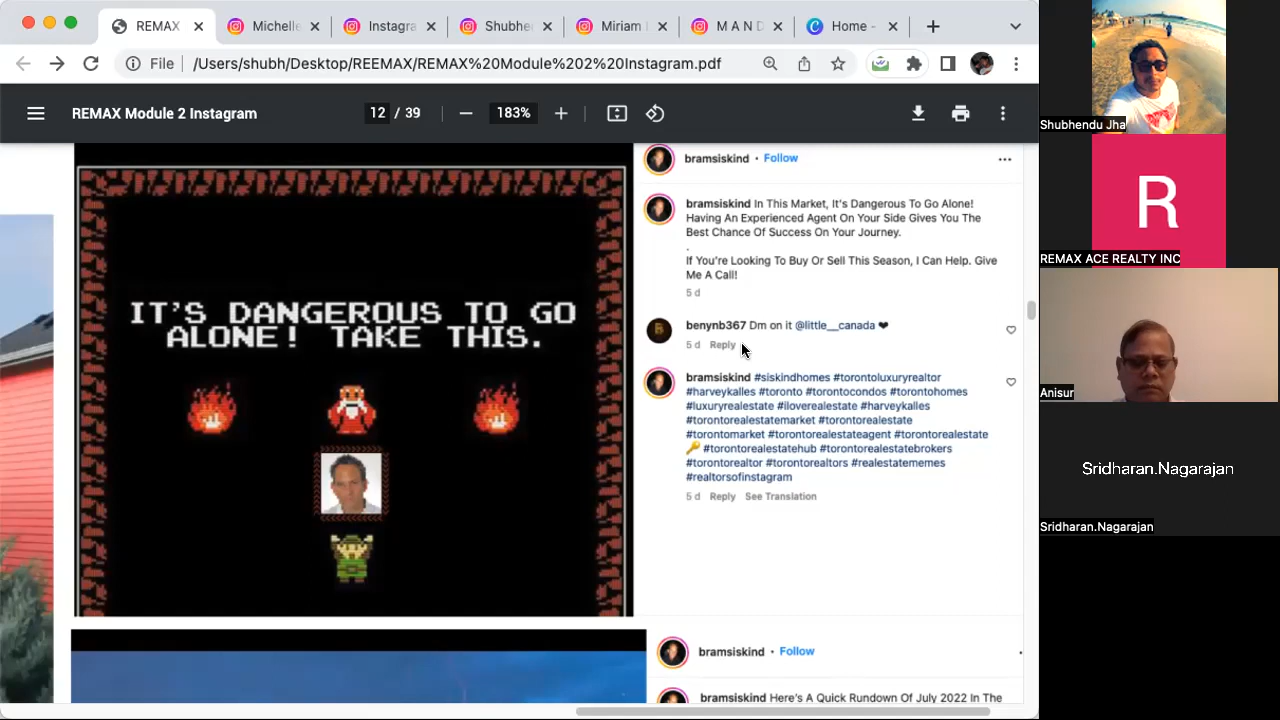 REMAX
Michelle
Instagra
Shubhe
Miriam
M A N D
Home -
File
/Users/shubh/Desktop/REEMAX/REMAX%20Module%202%20Instagram.pdf
REMAX Module 2 Instagram
12 / 39
183%
bramsiskind • Follow
bramsiskind In This Market, It's Dangerous To Go Alone!
Having An Experienced Agent On Your Side Gives You The
Best Chance Of Success On Your Journey.
.
If You're Looking To Buy Or Sell This Season, I Can Help. Give
Me A Call!
5 d
benynb367 Dm on it @little__canada ❤
5 d Reply
bramsiskind #siskindhomes #torontoluxuryrealtor
#harveykalles #toronto #torontocondos #torontohomes
#luxuryrealestate #iloverealestate #harveykalles
#torontorealestatemarket #torontorealestate
#torontomarket #torontorealestateagent #torontorealestate
🔑 #torontorealestatehub #torontorealestatebrokers
#torontorealtor #torontorealtors #realestatememes
#realtorsofinstagram
5 d Reply See Translation
IT'S DANGEROUS TO GO
ALONE! TAKE THIS.
bramsiskind • Follow
bramsiskind Here's A Quick Rundown Of July 2022 In The
Shubhendu Jha
R
REMAX ACE REALTY INC
Anisur
Sridharan.Nagarajan
Sridharan.Nagarajan